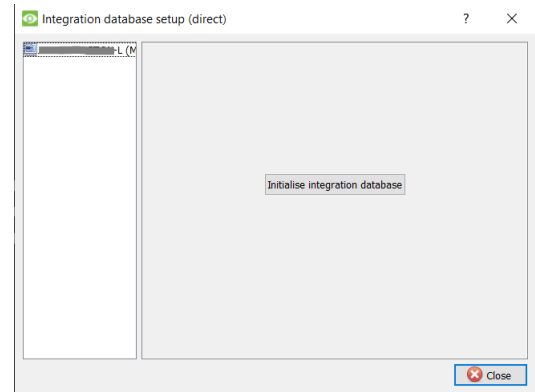 Integration database setup (direct)
? ×
-L (M
Initialise integration database
Close